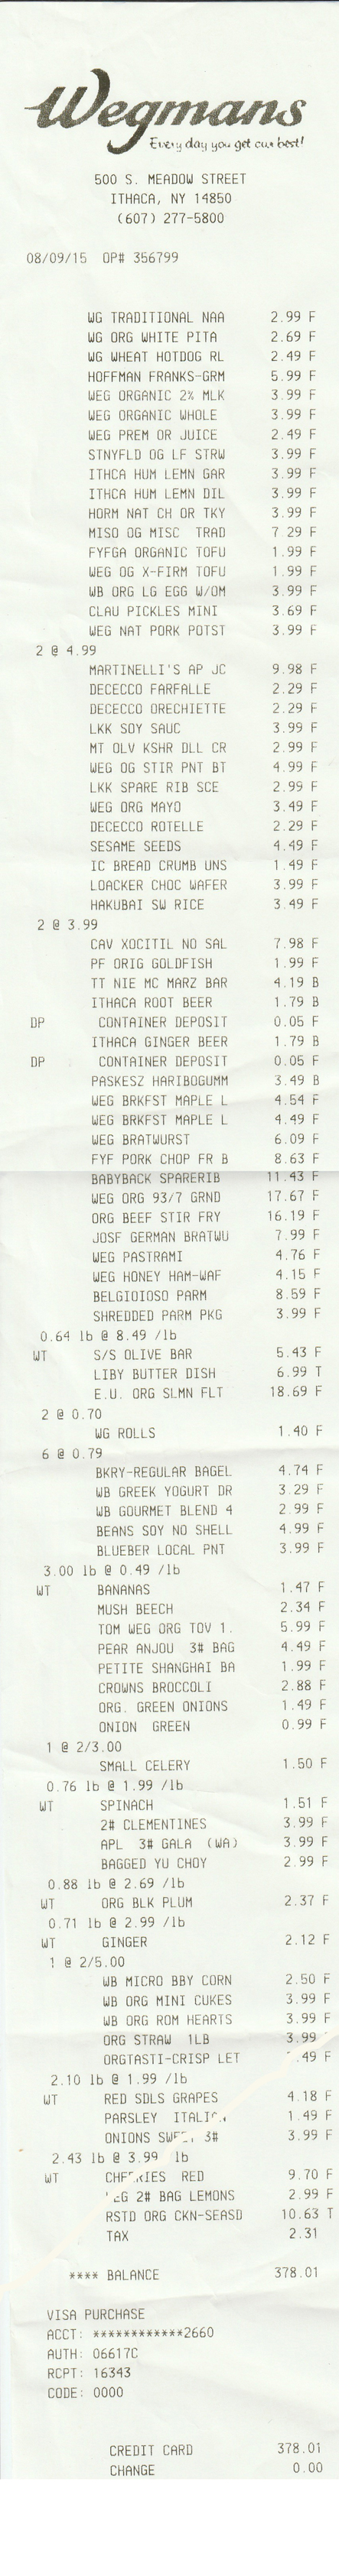 Wegmans
Every day you get our best!
500 S. MEADOW STREET
ITHACA, NY 14850
(607) 277-5800
08/09/15 OP# 356799
WG TRADITIONAL NAA 2.99 F
WG ORG WHITE PITA 2.69 F
WG WHEAT HOTDOG RL 2.49 F
HOFFMAN FRANKS-GRM 5.99 F
WEG ORGANIC 2% MLK 3.99 F
WEG ORGANIC WHOLE 3.99 F
WEG PREM OR JUICE 2.49 F
STNYFLD OG LF STRW 3.99 F
ITHCA HUM LEMN GAR 3.99 F
ITHCA HUM LEMN DIL 3.99 F
HORM NAT CH OR TKY 3.99 F
MISO OG MISC TRAD 7.29 F
FYFGA ORGANIC TOFU 1.99 F
WEG OG X-FIRM TOFU 1.99 F
WB ORG LG EGG W/OM 3.99 F
CLAU PICKLES MINI 3.69 F
WEG NAT PORK POTST 3.99 F
2 @ 4.99
MARTINELLI'S AP JC 9.98 F
DECECCO FARFALLE 2.29 F
DECECCO ORECHIETTE 2.29 F
LKK SOY SAUC 3.99 F
MT OLV KSHR DLL CR 2.99 F
WEG OG STIR PNT BT 4.99 F
LKK SPARE RIB SCE 2.99 F
WEG ORG MAYO 3.49 F
DECECCO ROTELLE 2.29 F
SESAME SEEDS 4.49 F
IC BREAD CRUMB UNS 1.49 F
LOACKER CHOC WAFER 3.99 F
HAKUBAI SW RICE 3.49 F
2 @ 3.99
CAV XOCITIL NO SAL 7.98 F
PF ORIG GOLDFISH 1.99 F
TT NIE MC MARZ BAR 4.19 B
ITHACA ROOT BEER 1.79 B
DP CONTAINER DEPOSIT 0.05 F
ITHACA GINGER BEER 1.79 B
DP CONTAINER DEPOSIT 0.05 F
PASKESZ HARIBOGUMM 3.49 B
WEG BRKFST MAPLE L 4.54 F
WEG BRKFST MAPLE L 4.49 F
WEG BRATWURST 6.09 F
FYF PORK CHOP FR B 8.63 F
BABYBACK SPARERIB 11.43 F
WEG ORG 93/7 GRND 17.67 F
ORG BEEF STIR FRY 16.19 F
JOSF GERMAN BRATWU 7.99 F
WEG PASTRAMI 4.76 F
WEG HONEY HAM-WAF 4.15 F
BELGIOIOSO PARM 8.59 F
SHREDDED PARM PKG 3.99 F
0.64 lb @ 8.49 /lb
WT S/S OLIVE BAR 5.43 F
LIBY BUTTER DISH 6.99 T
E.U. ORG SLMN FLT 18.69 F
2 @ 0.70
WG ROLLS 1.40 F
6 @ 0.79
BKRY-REGULAR BAGEL 4.74 F
WB GREEK YOGURT DR 3.29 F
WB GOURMET BLEND 4 2.99 F
BEANS SOY NO SHELL 4.99 F
BLUEBER LOCAL PNT 3.99 F
3.00 lb @ 0.49 /lb
WT BANANAS 1.47 F
MUSH BEECH 2.34 F
TOM WEG ORG TOV 1. 5.99 F
PEAR ANJOU 3# BAG 4.49 F
PETITE SHANGHAI BA 1.99 F
CROWNS BROCCOLI 2.88 F
ORG. GREEN ONIONS 1.49 F
ONION GREEN 0.99 F
1 @ 2/3.00
SMALL CELERY 1.50 F
0.76 lb @ 1.99 /lb
WT SPINACH 1.51 F
2# CLEMENTINES 3.99 F
APL 3# GALA (WA) 3.99 F
BAGGED YU CHOY 2.99 F
0.88 lb @ 2.69 /lb
WT ORG BLK PLUM 2.37 F
0.71 lb @ 2.99 /lb
WT GINGER 2.12 F
1 @ 2/5.00
WB MICRO BBY CORN 2.50 F
WB ORG MINI CUKES 3.99 F
WB ORG ROM HEARTS 3.99 F
ORG STRAW 1LB 3.99
ORGTASTI-CRISP LET .49 F
2.10 lb @ 1.99 /lb
WT RED SDLS GRAPES 4.18 F
PARSLEY ITALIAN 1.49 F
ONIONS SWEET 3# 3.99 F
2.43 lb @ 3.99 lb
WT CHERRIES RED 9.70 F
WEG 2# BAG LEMONS 2.99 F
RSTD ORG CKN-SEASD 10.63 T
TAX 2.31
**** BALANCE 378.01
VISA PURCHASE
ACCT: ************2660
AUTH: 06617C
RCPT: 16343
CODE: 0000
CREDIT CARD 378.01
CHANGE 0.00